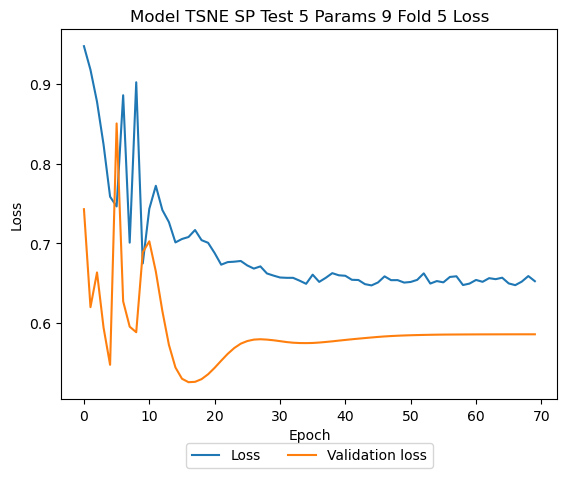 Model TSNE SP Test 5 Params 9 Fold 5 Loss
Loss
0.9
0.8
0.7
0.6
0 10 20 30 40 50 60 70
Epoch
Loss Validation loss